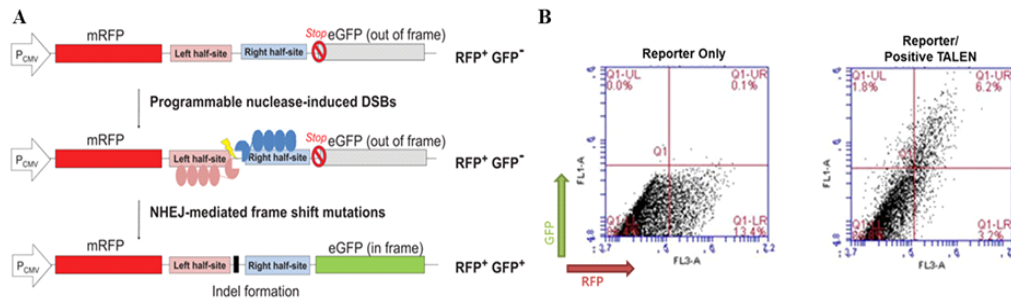 A
mRFP
Stop
eGFP (out of frame)
PCMV
Left half-site
Right half-site
RFP+ GFP-
Programmable nuclease-induced DSBs
mRFP
Stop
eGFP (out of frame)
PCMV
Left half-site
Right half-site
RFP+ GFP-
NHEJ-mediated frame shift mutations
mRFP
eGFP (in frame)
PCMV
Left half-site
Right half-site
RFP+ GFP+
Indel formation
B
Reporter Only
Q1-UL
0.0%
Q1-UR
0.1%
Q1
Q1-LR
13.4%
FL1-A
FL3-A
GFP
RFP
Reporter/
Positive TALEN
Q1-UL
1.8%
Q1-UR
6.2%
Q1-LR
3.2%
FL1-A
FL3-A